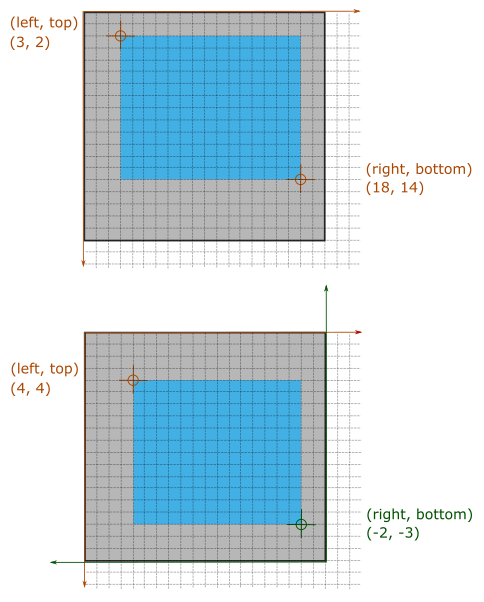 (left, top)
(3, 2)
(right, bottom)
(18, 14)
(left, top)
(4, 4)
(right, bottom)
(-2, -3)